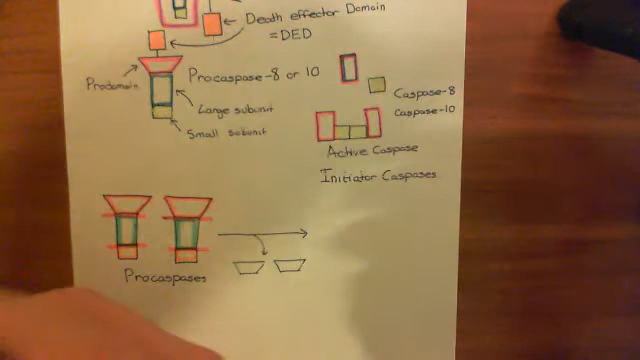 Death effector Domain
= DED
Prodomain
Procaspase-8 or 10
Large subunit
Small subunit
Caspase-8
Caspase-10
Active Caspase
Initiator Caspases
Procaspases